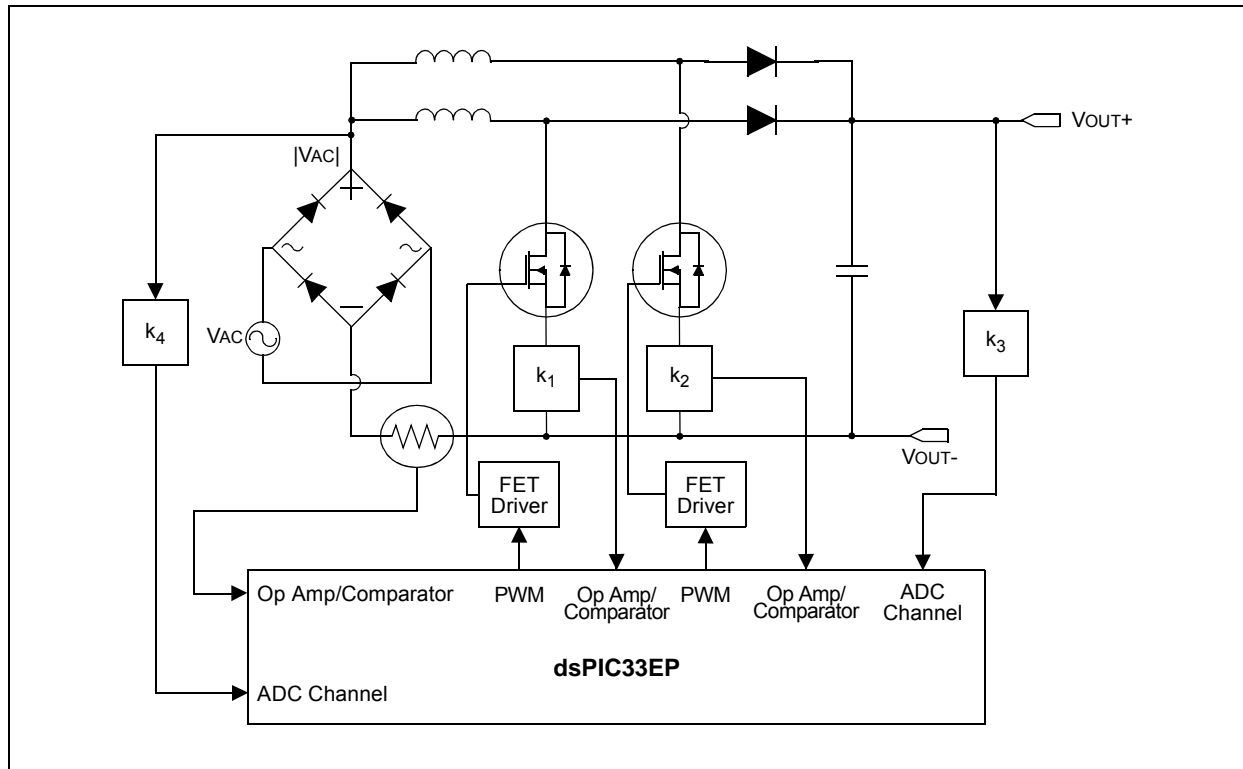 VOUT+
|VAC|
k4
VAC
k1
k2
k3
VOUT-
FET
Driver
FET
Driver
Op Amp/Comparator
PWM
Op Amp/
Comparator
PWM
Op Amp/
Comparator
ADC
Channel
dsPIC33EP
ADC Channel